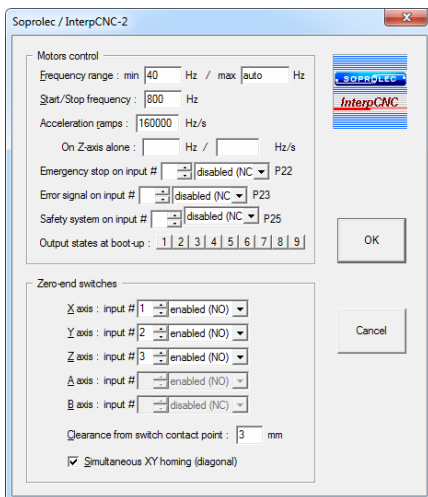 Soprolec / InterpCNC-2
Motors control
Frequency range : min 40 Hz / max auto Hz
Start/Stop frequency : 800 Hz
Acceleration ramps : 160000 Hz/s
On Z-axis alone : Hz / Hz/s
Emergency stop on input # disabled (NC P22
Error signal on input # disabled (NC P23
Safety system on input # disabled (NC P25
Output states at boot-up : 1 2 3 4 5 6 7 8 9
SOPROLEC
InterpCNC
OK
Zero-end switches
X axis : input # 1 enabled (NO)
Y axis : input # 2 enabled (NO)
Z axis : input # 3 enabled (NO)
A axis : input # enabled (NO)
B axis : input # disabled (NC)
Clearance from switch contact point : 3 mm
Simultaneous XY homing (diagonal)
Cancel